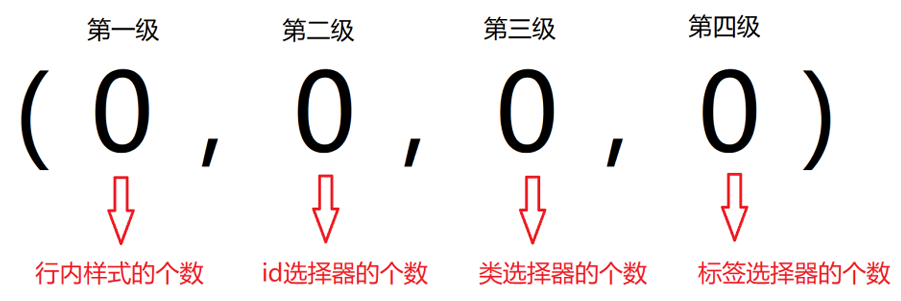 第一级 第二级 第三级 第四级
( 0 , 0 , 0 , 0 )
行内样式的个数 id选择器的个数 类选择器的个数 标签选择器的个数